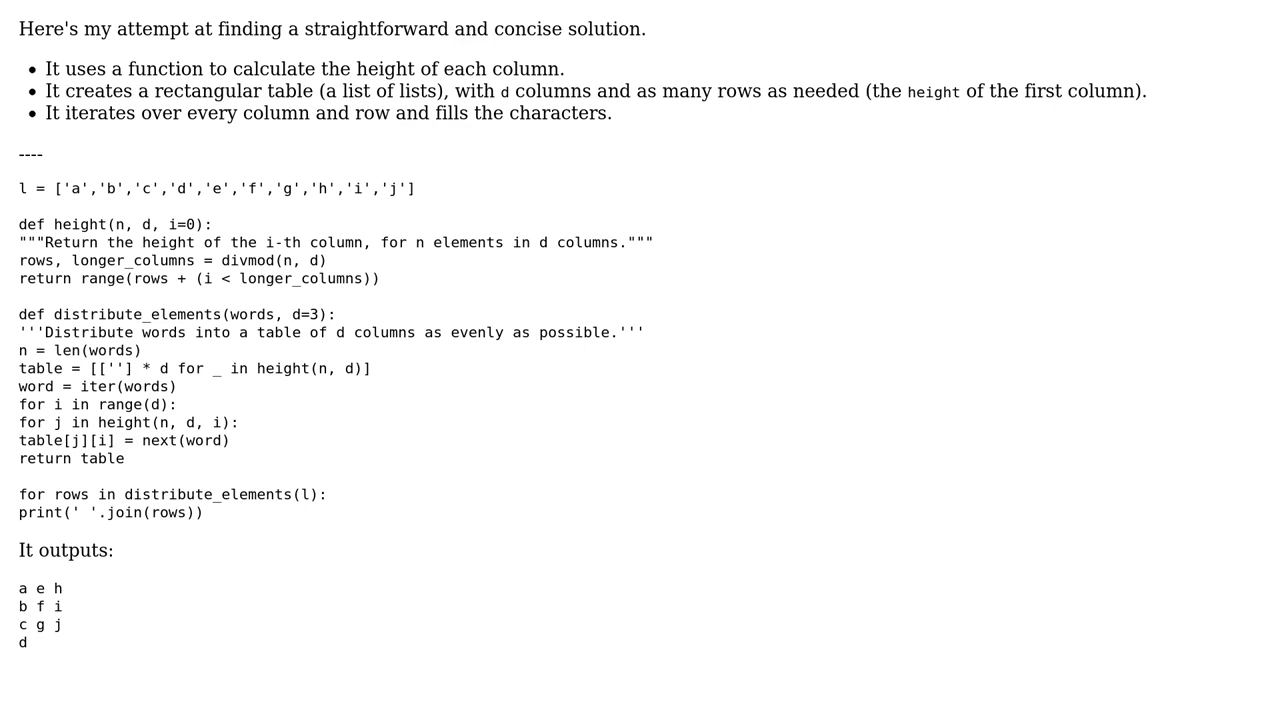 Here's my attempt at finding a straightforward and concise solution.
• It uses a function to calculate the height of each column.
• It creates a rectangular table (a list of lists), with d columns and as many rows as needed (the height of the first column).
• It iterates over every column and row and fills the characters.
----
l = ['a','b','c','d','e','f','g','h','i','j']
def height(n, d, i=0):
"""Return the height of the i-th column, for n elements in d columns."""
rows, longer_columns = divmod(n, d)
return range(rows + (i < longer_columns))
def distribute_elements(words, d=3):
'''Distribute words into a table of d columns as evenly as possible.'''
n = len(words)
table = [[''] * d for _ in height(n, d)]
word = iter(words)
for i in range(d):
for j in height(n, d, i):
table[j][i] = next(word)
return table
for rows in distribute_elements(l):
print(' '.join(rows))
It outputs:
a e h
b f i
c g j
d